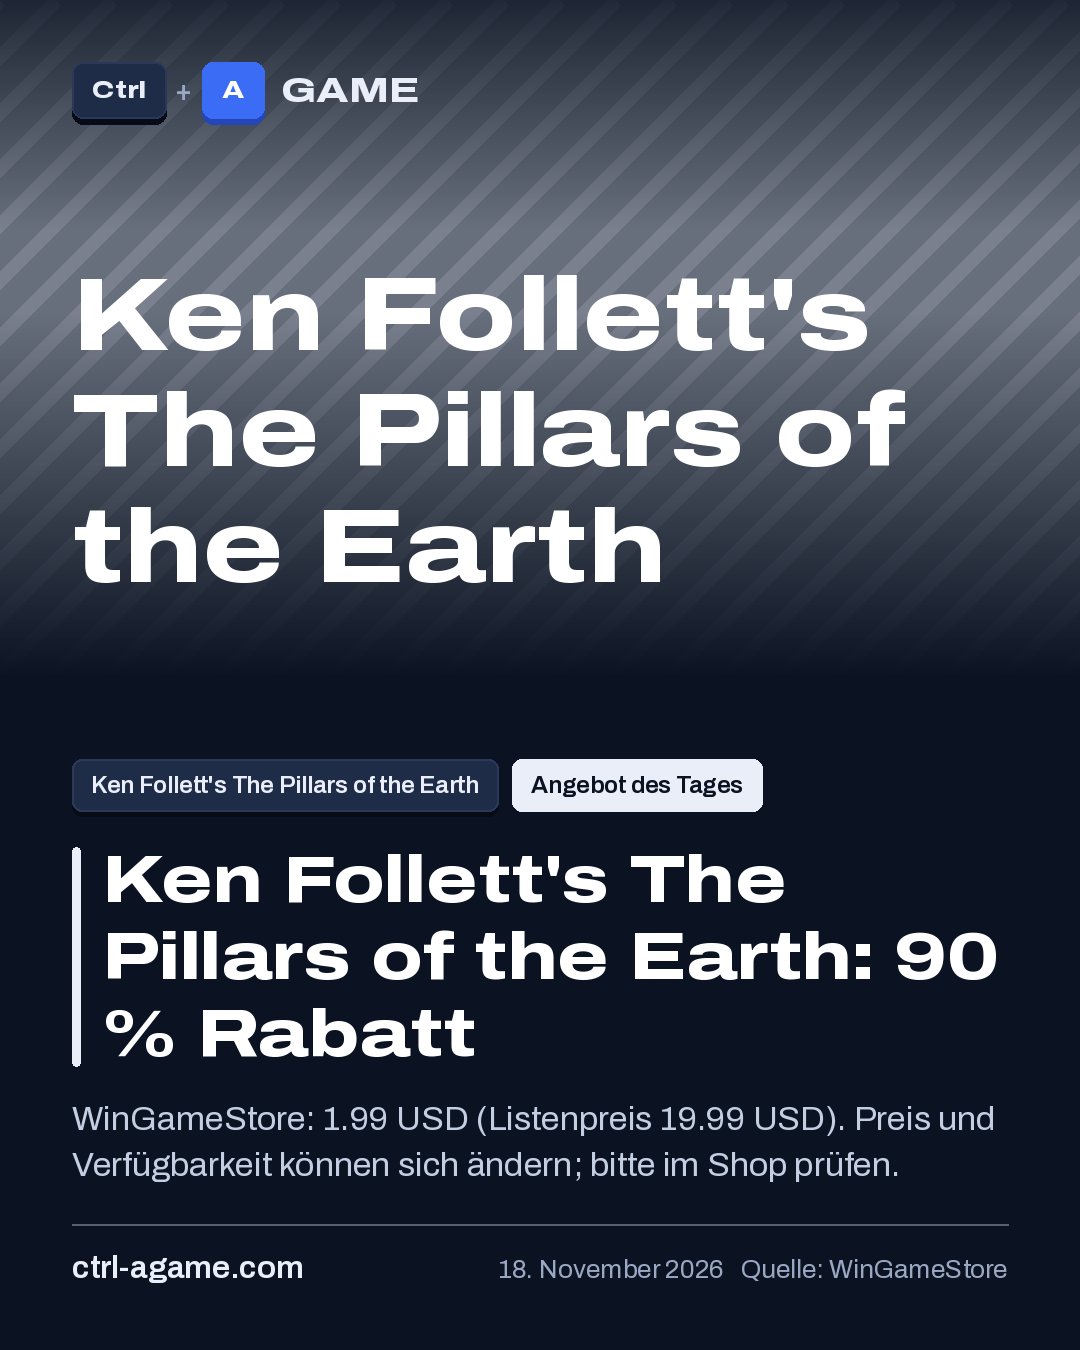 Ctrl + A GAME
Ken Follett's
The Pillars of
the Earth
Ken Follett's The Pillars of the Earth
Angebot des Tages
Ken Follett's The
Pillars of the Earth: 90
% Rabatt
WinGameStore: 1.99 USD (Listenpreis 19.99 USD). Preis und
Verfügbarkeit können sich ändern; bitte im Shop prüfen.
ctrl-agame.com
18. November 2026 Quelle: WinGameStore